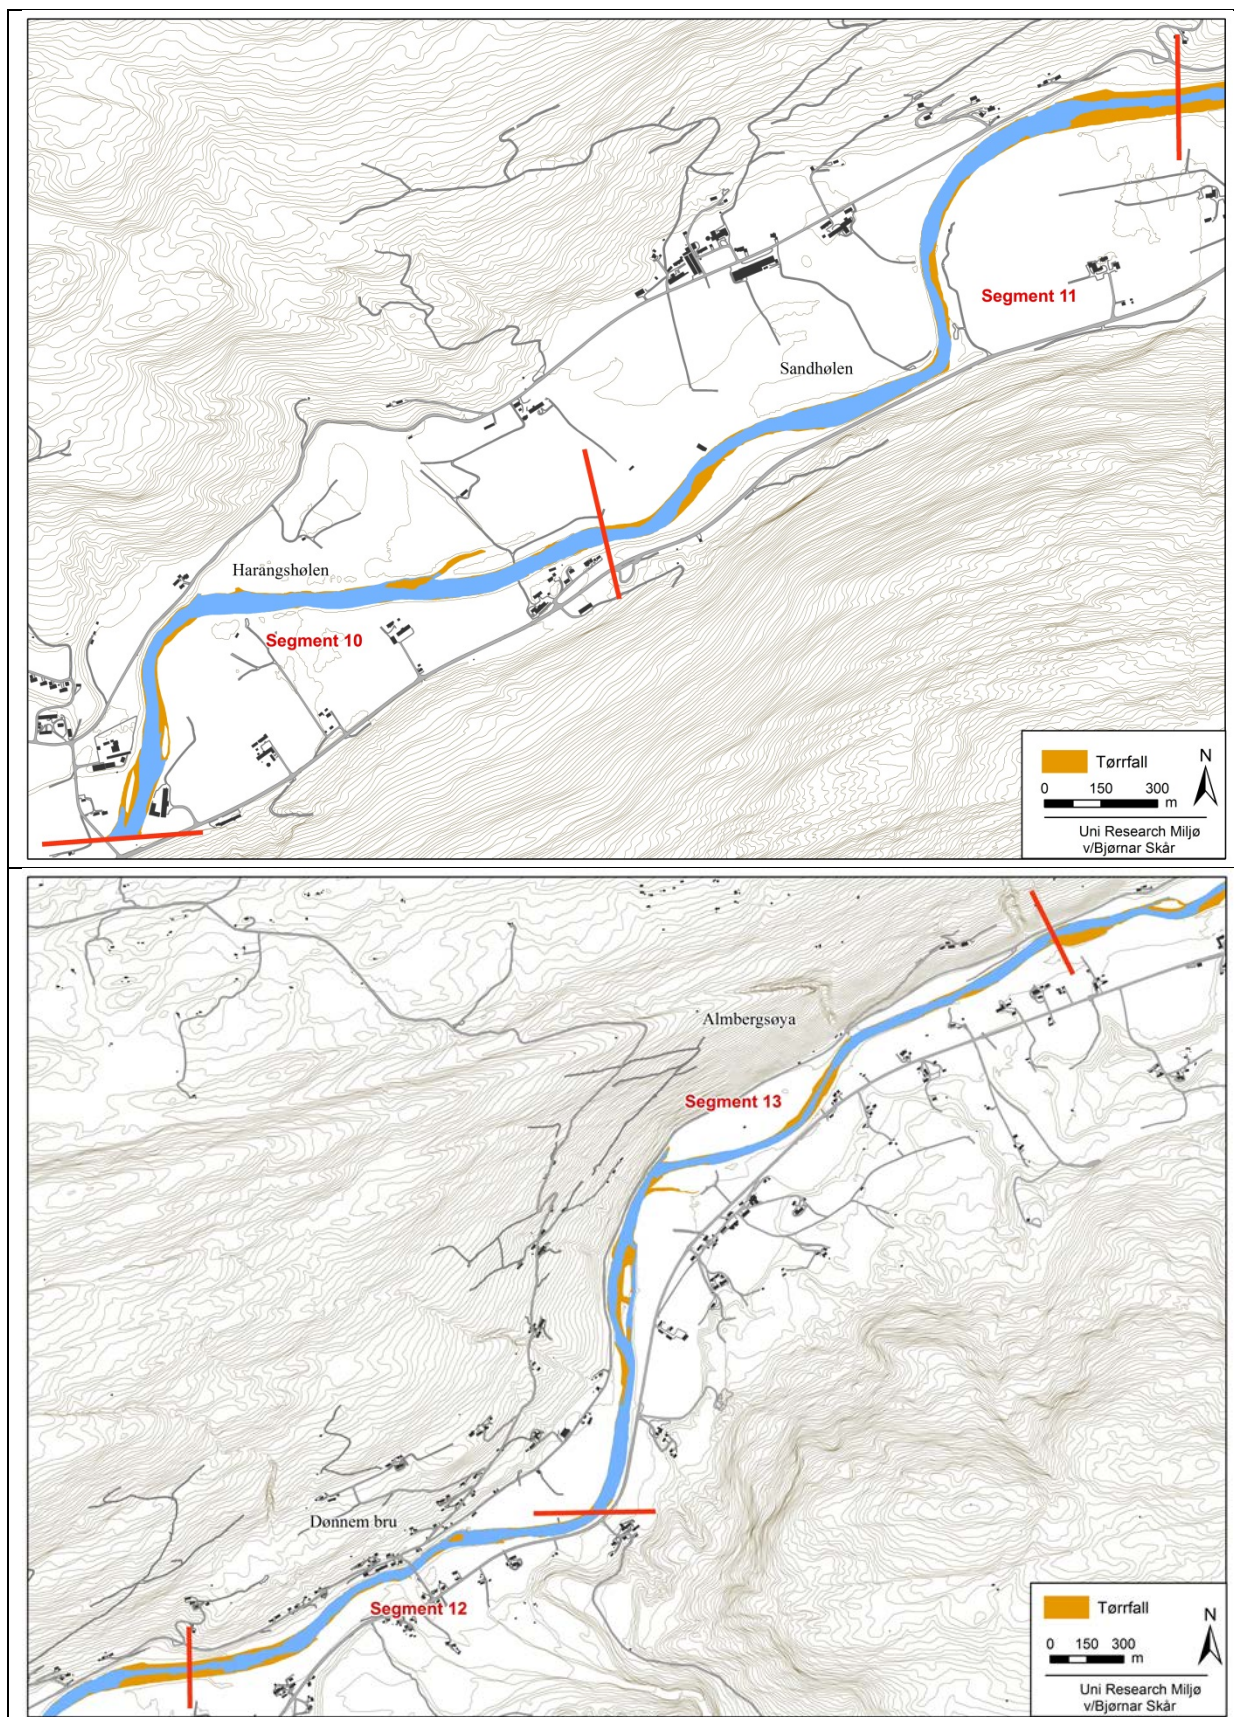 Segment 11
Sandhølen
Harangshølen
Segment 10
Tørrfall
N
0 150 300
m
Uni Research Miljø
v/Bjørnar Skår
Almbergsøya
Segment 13
Dønnem bru
Segment 12
Tørrfall
N
0 150 300
m
Uni Research Miljø
v/Bjørnar Skår